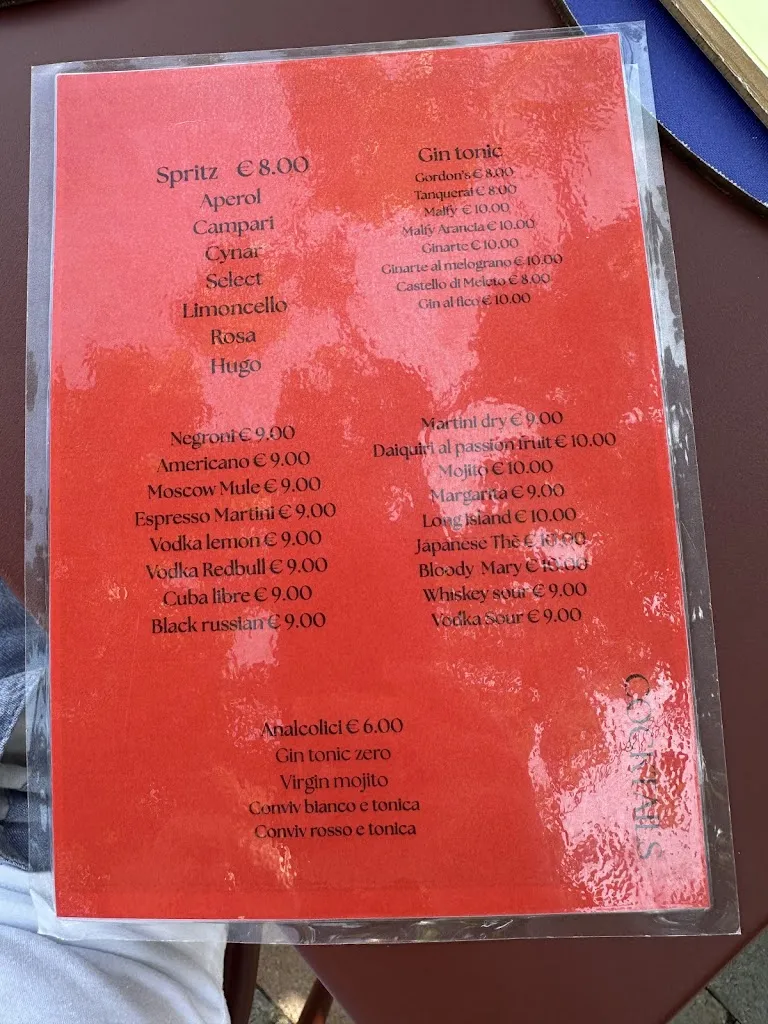 Spritz € 8.00
Aperol
Campari
Cynar
Select
Limoncello
Rosa
Hugo
Gin tonic
Gordon's € 8.00
Tanquerai € 8.00
Malfy € 10.00
Malfy Arancia € 10.00
Ginarte € 10.00
Ginarte al melograno € 10.00
Castello di Meleto € 8.00
Gin al fico € 10.00
Negroni € 9.00
Americano € 9.00
Moscow Mule € 9.00
Espresso Martini € 9.00
Vodka lemon € 9.00
Vodka Redbull € 9.00
Cuba libre € 9.00
Black russian € 9.00
Martini dry € 9.00
Daiquiri al passion fruit € 10.00
Mojito € 10.00
Margarita € 9.00
Long island € 10.00
Japanese Thè € 10.00
Bloody Mary € 10.00
Whiskey sour € 9.00
Vodka Sour € 9.00
Analcolici € 6.00
Gin tonic zero
Virgin mojito
Conviv bianco e tonica
Conviv rosso e tonica
COCKTAILS